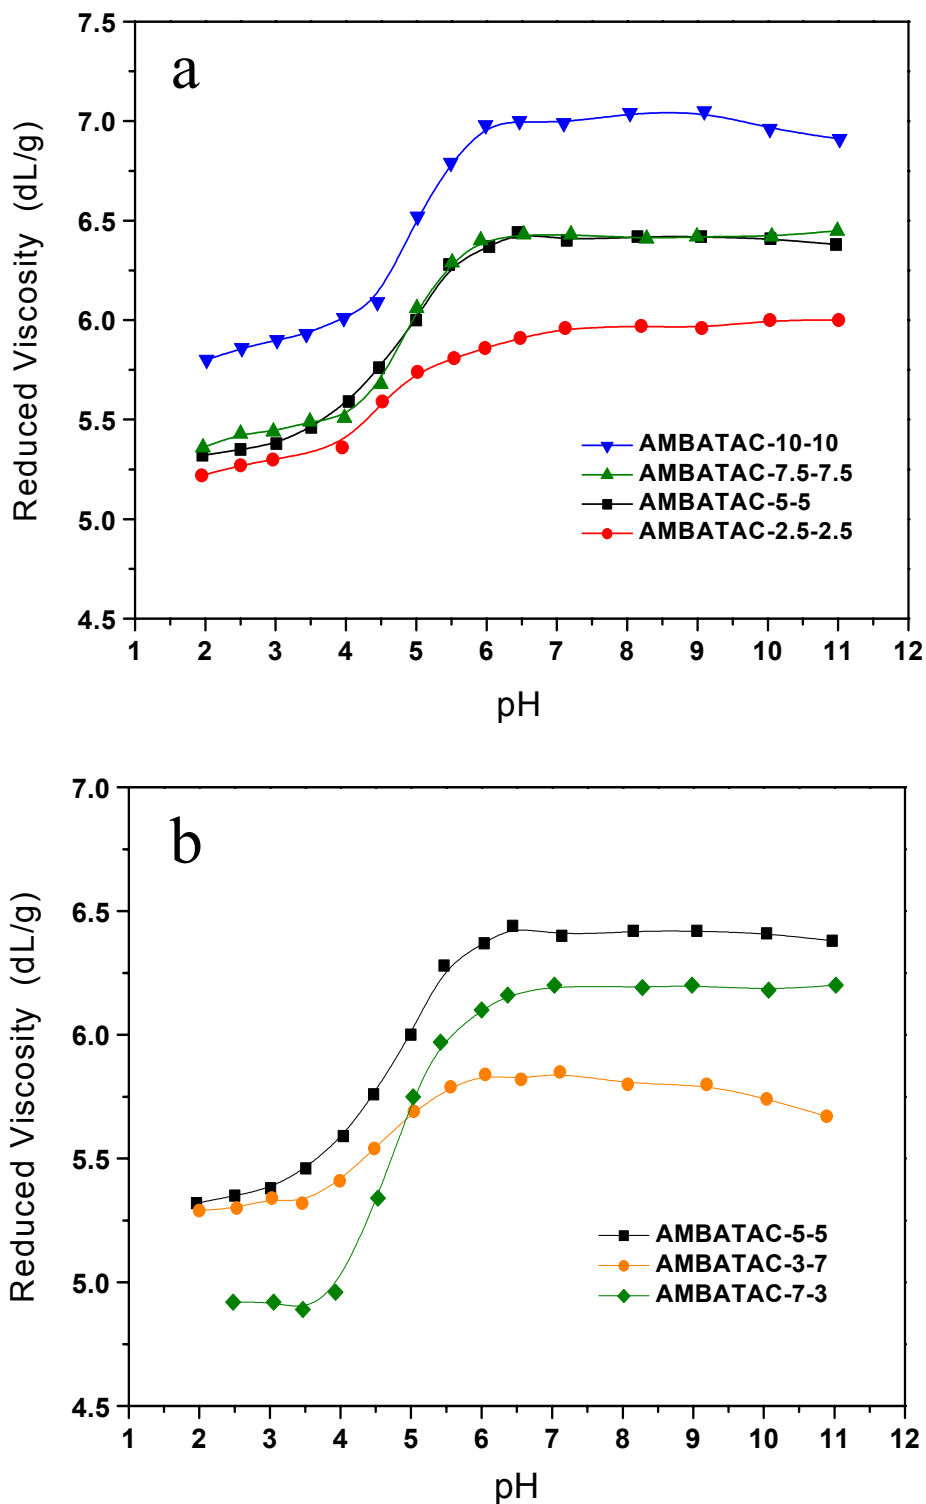 a
7.5
7.0
6.5
6.0
5.5
5.0
4.5
Reduced Viscosity (dL/g)
AMBATAC-10-10
AMBATAC-7.5-7.5
AMBATAC-5-5
AMBATAC-2.5-2.5
1 2 3 4 5 6 7 8 9 10 11 12
pH
b
7.0
6.5
6.0
5.5
5.0
4.5
Reduced Viscosity (dL/g)
AMBATAC-5-5
AMBATAC-3-7
AMBATAC-7-3
1 2 3 4 5 6 7 8 9 10 11 12
pH